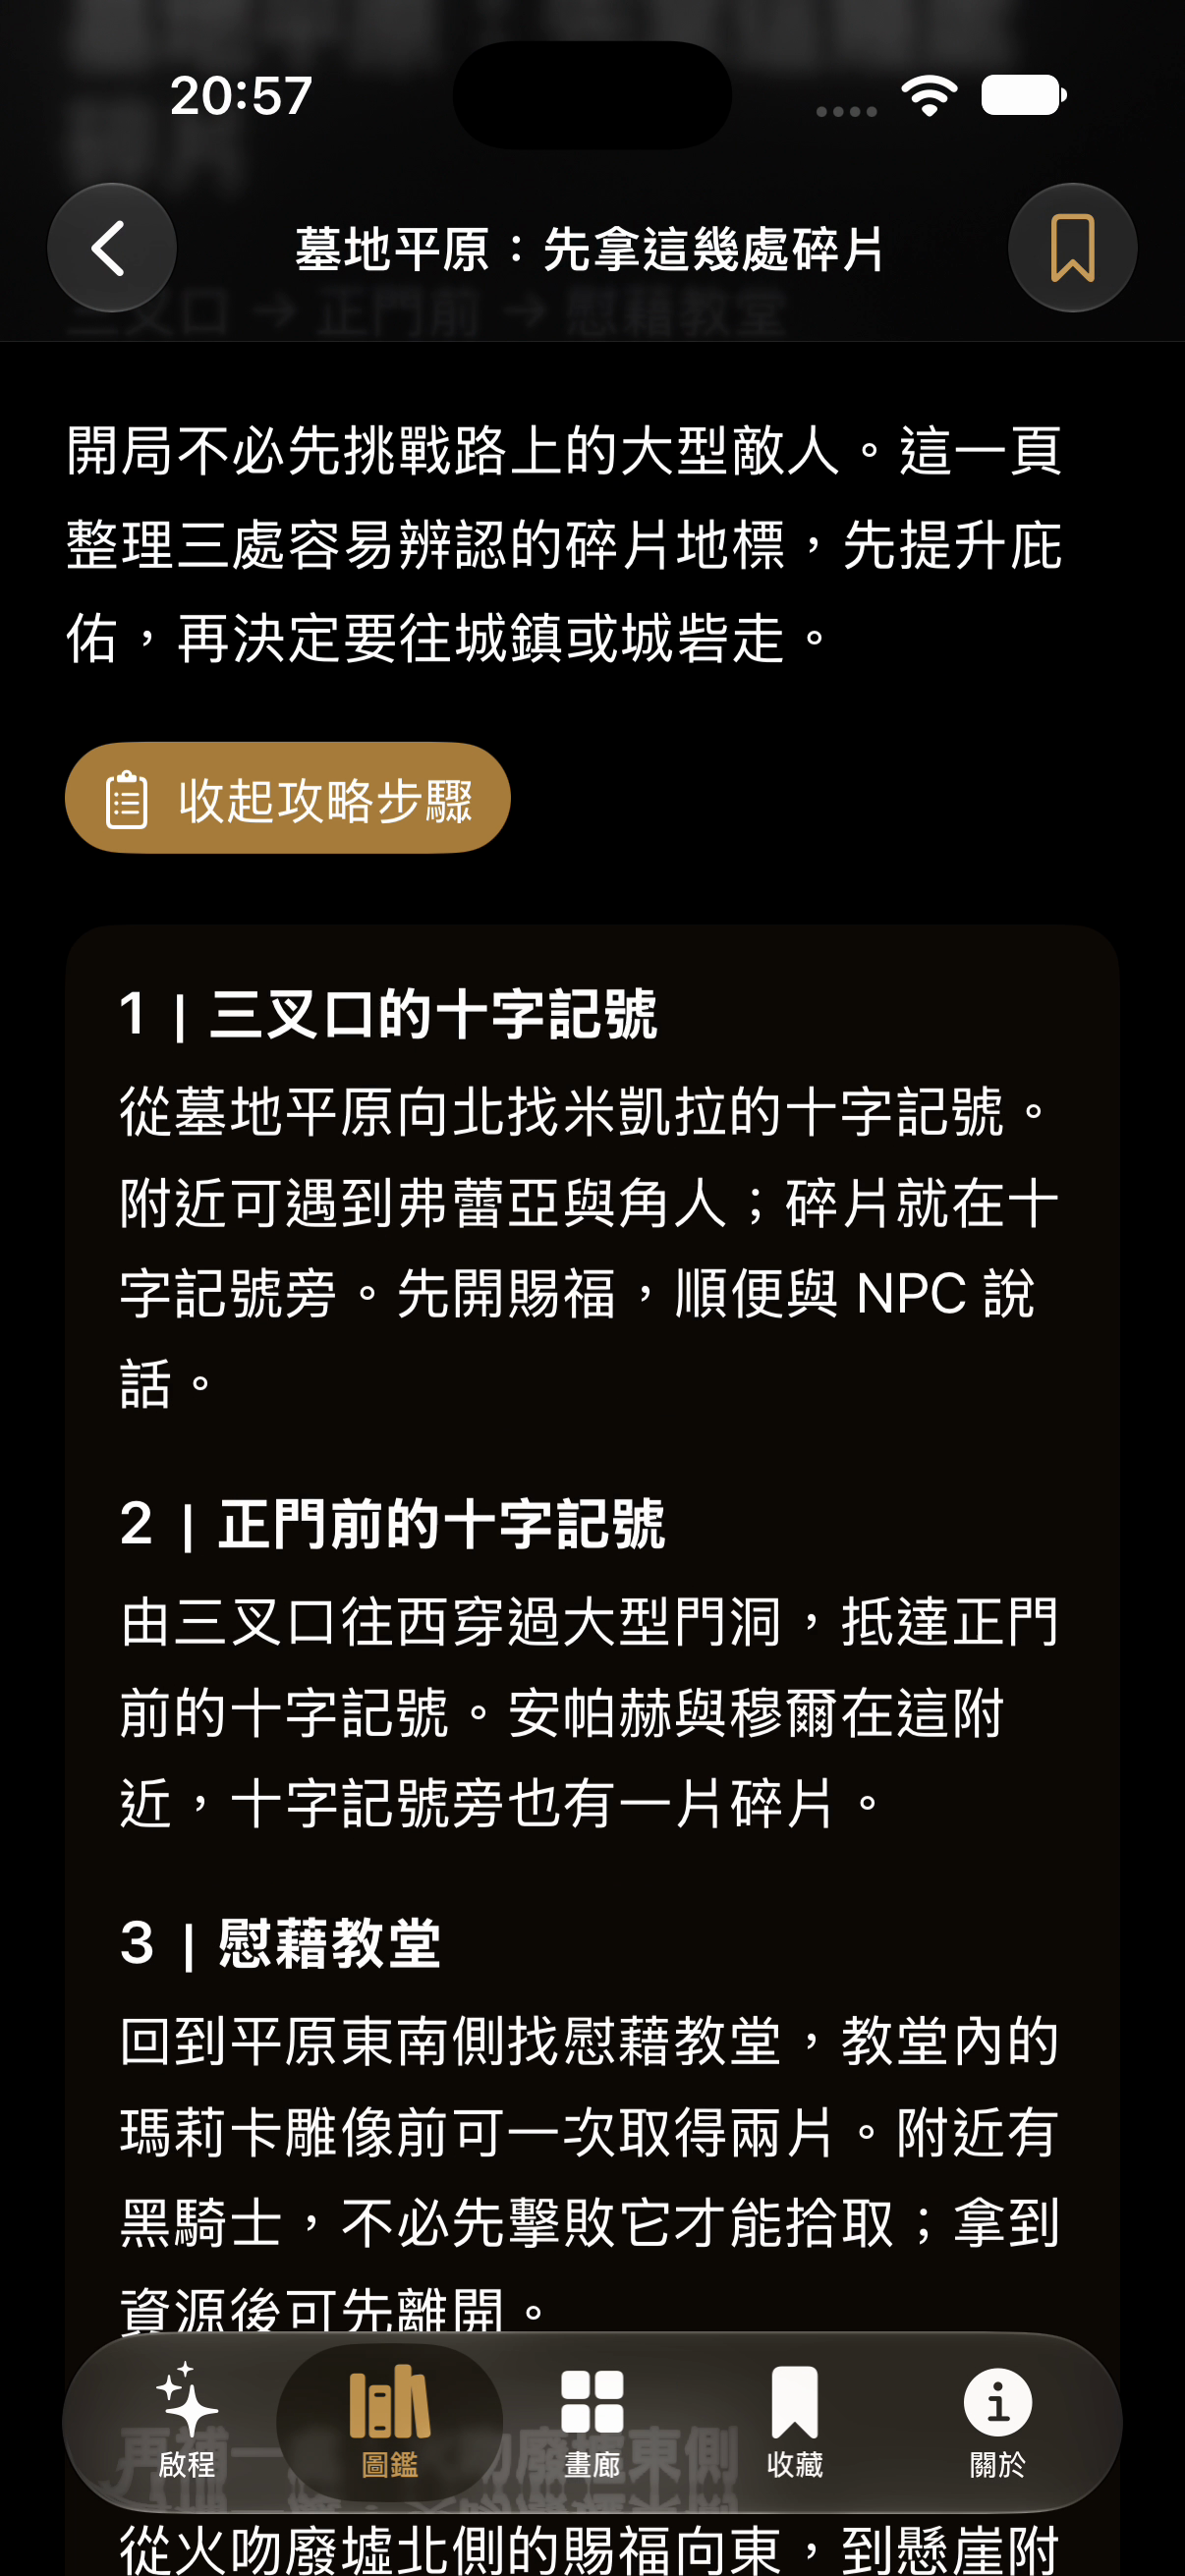 20:57
墓地平原：先拿這幾處碎片
三叉口 → 正門前 → 慰藉教堂
開局不必先挑戰路上的大型敵人。這一頁
整理三處容易辨認的碎片地標，先提升庇
佑，再決定要往城鎮或城砦走。
收起攻略步驟
1｜三叉口的十字記號
從墓地平原向北找米凱拉的十字記號。
附近可遇到弗蕾亞與角人；碎片就在十
字記號旁。先開賜福，順便與 NPC 說
話。
2｜正門前的十字記號
由三叉口往西穿過大型門洞，抵達正門
前的十字記號。安帕赫與穆爾在這附
近，十字記號旁也有一片碎片。
3｜慰藉教堂
回到平原東南側找慰藉教堂，教堂內的
瑪莉卡雕像前可一次取得兩片。附近有
黑騎士，不必先擊敗它才能拾取；拿到
資源後可先離開。
啟程
圖鑑
畫廊
收藏
關於
從火吻廢墟北側的賜福向東，到懸崖附